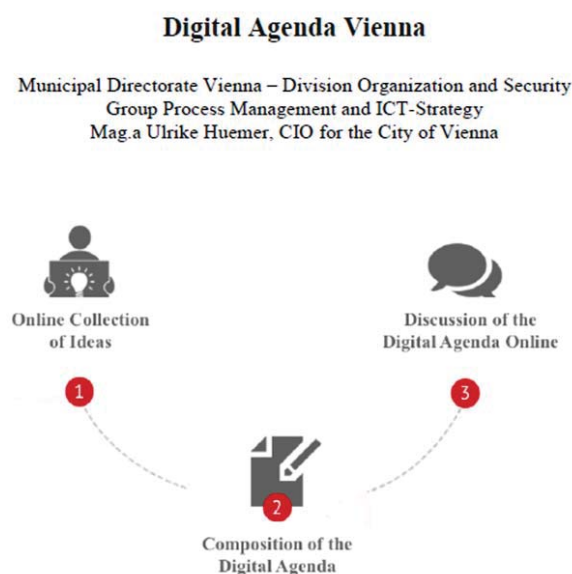 Digital Agenda Vienna
Municipal Directorate Vienna – Division Organization and Security
Group Process Management and ICT-Strategy
Mag.a Ulrike Huemer, CIO for the City of Vienna
Online Collection
of Ideas
1
Composition of the
Digital Agenda
2
Discussion of the
Digital Agenda Online
3